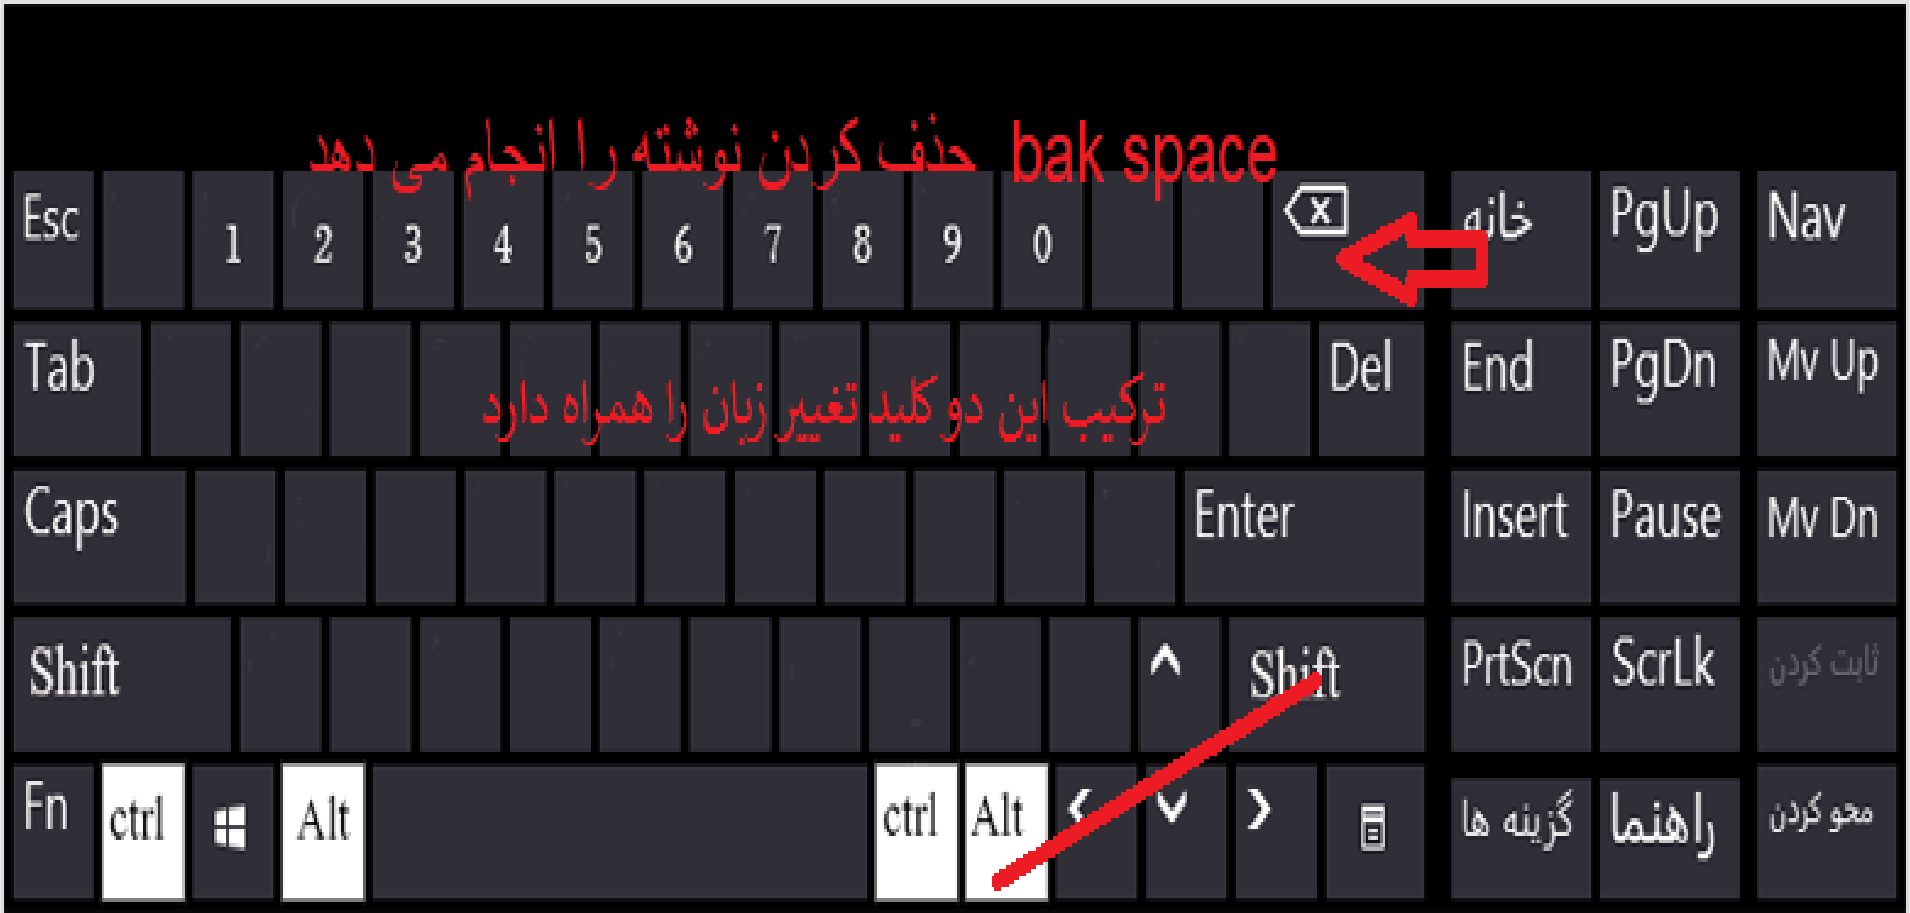 bak space حذف کردن نوشته را انجام می دهد
Esc 1 2 3 4 5 6 7 8 9 0 خانه PgUp Nav
Tab Del End PgDn Mv Up
ترکیب این دو کلید تغییر زبان را همراه دارد
Caps Enter Insert Pause Mv Dn
Shift Shift PrtScn ScrLk ثابت کردن
Fn ctrl Alt ctrl Alt گزینه ها راهنما محو کردن